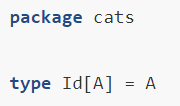 package cats
type Id[A] = A